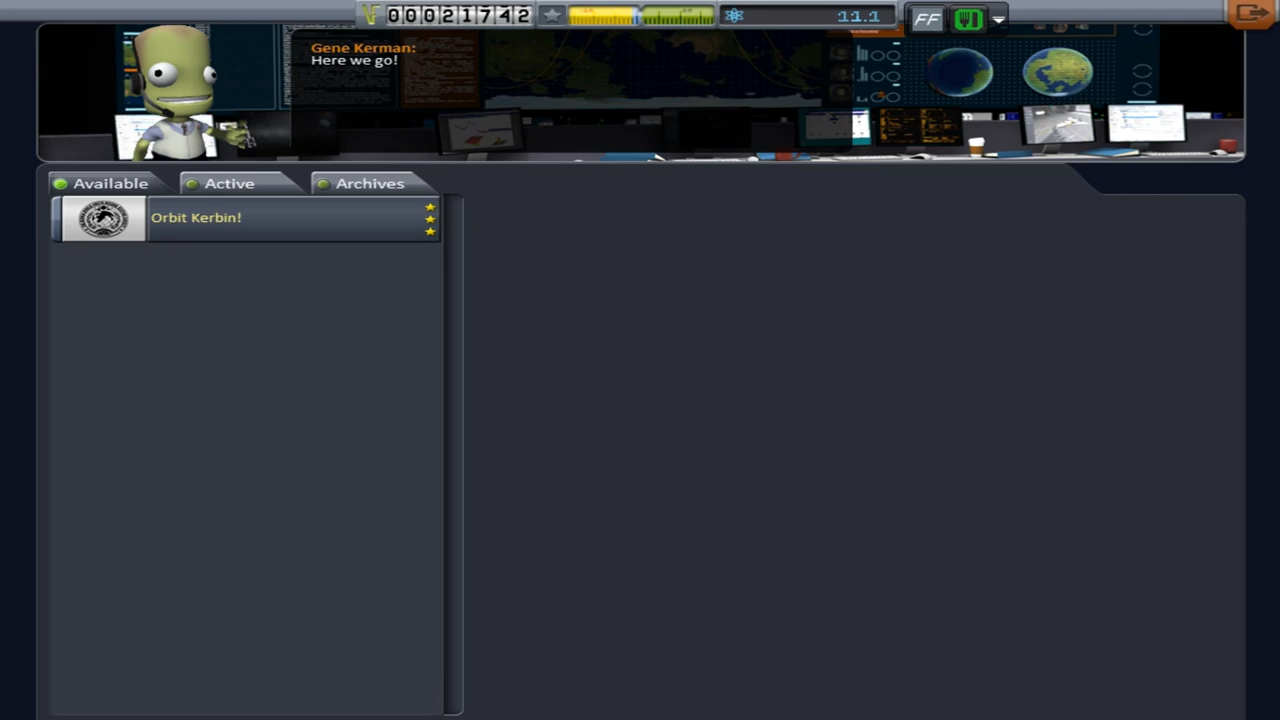 00021742
11.1
FF
Gene Kerman:
Here we go!
Available
Active
Archives
Orbit Kerbin!